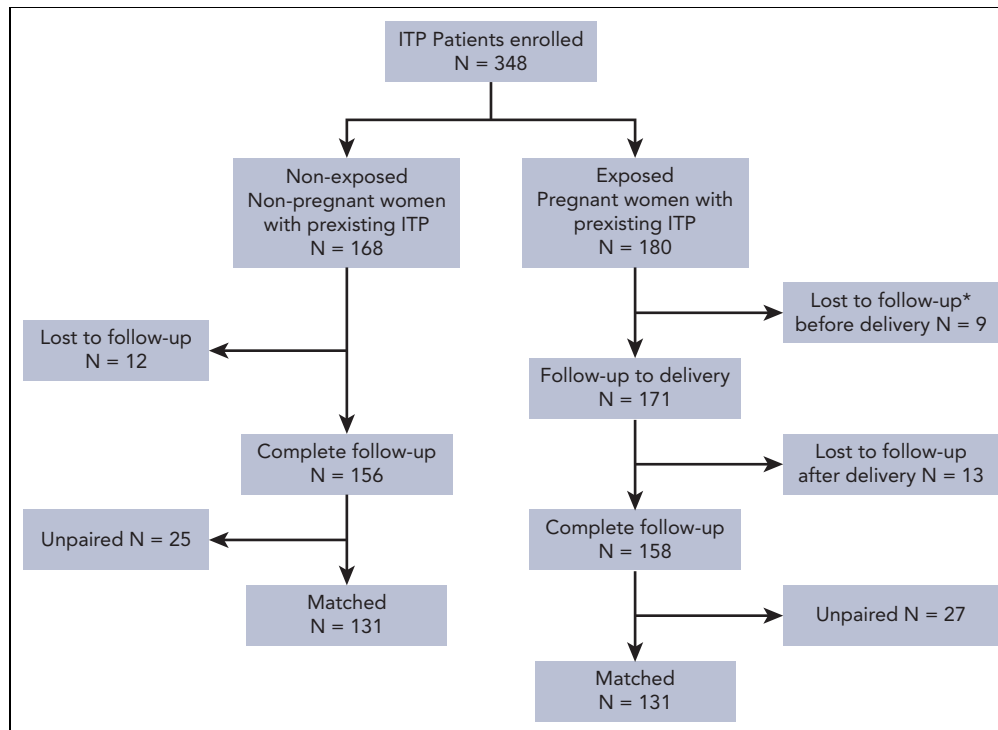 ITP Patients enrolled
N = 348
Non-exposed
Non-pregnant women
with prexisting ITP
N = 168
Exposed
Pregnant women with
prexisting ITP
N = 180
Lost to follow-up
N = 12
Lost to follow-up*
before delivery N = 9
Follow-up to delivery
N = 171
Complete follow-up
N = 156
Lost to follow-up
after delivery N = 13
Unpaired N = 25
Complete follow-up
N = 158
Matched
N = 131
Unpaired N = 27
Matched
N = 131